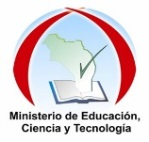 Ministerio de Educación,
Ciencia y Tecnología